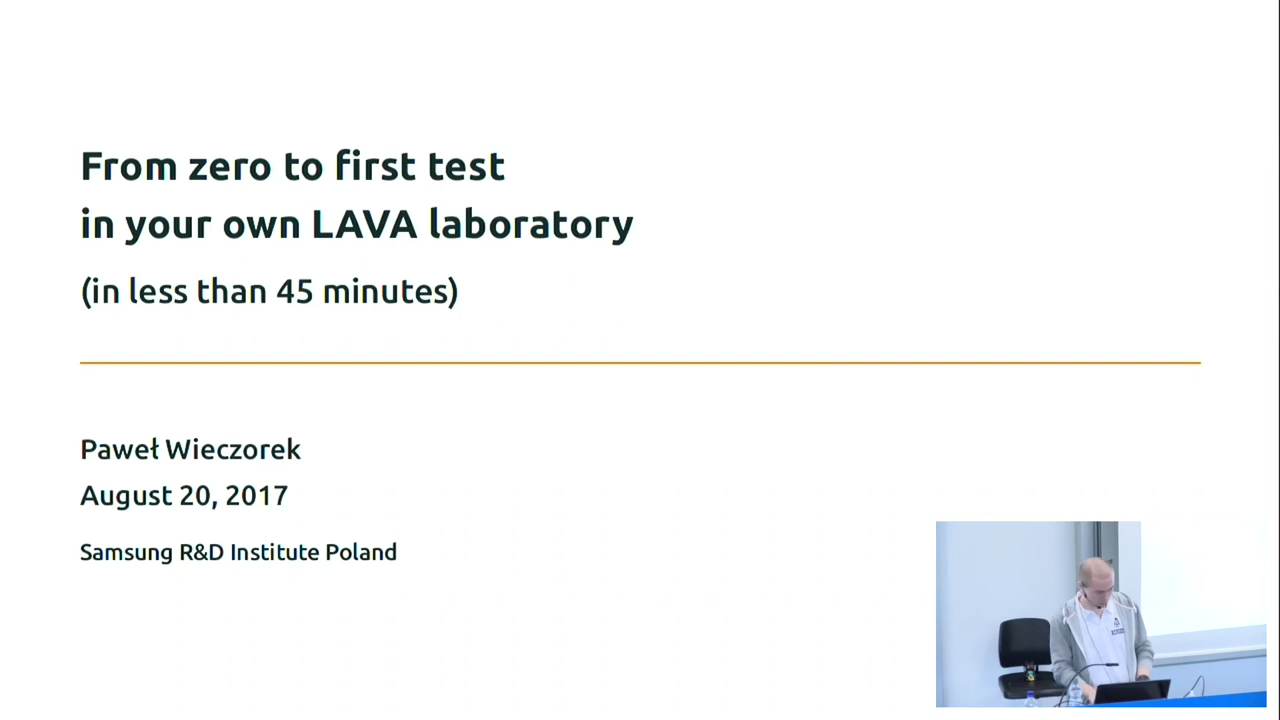 From zero to first test
in your own LAVA laboratory
(in less than 45 minutes)
Paweł Wieczorek
August 20, 2017
Samsung R&D Institute Poland